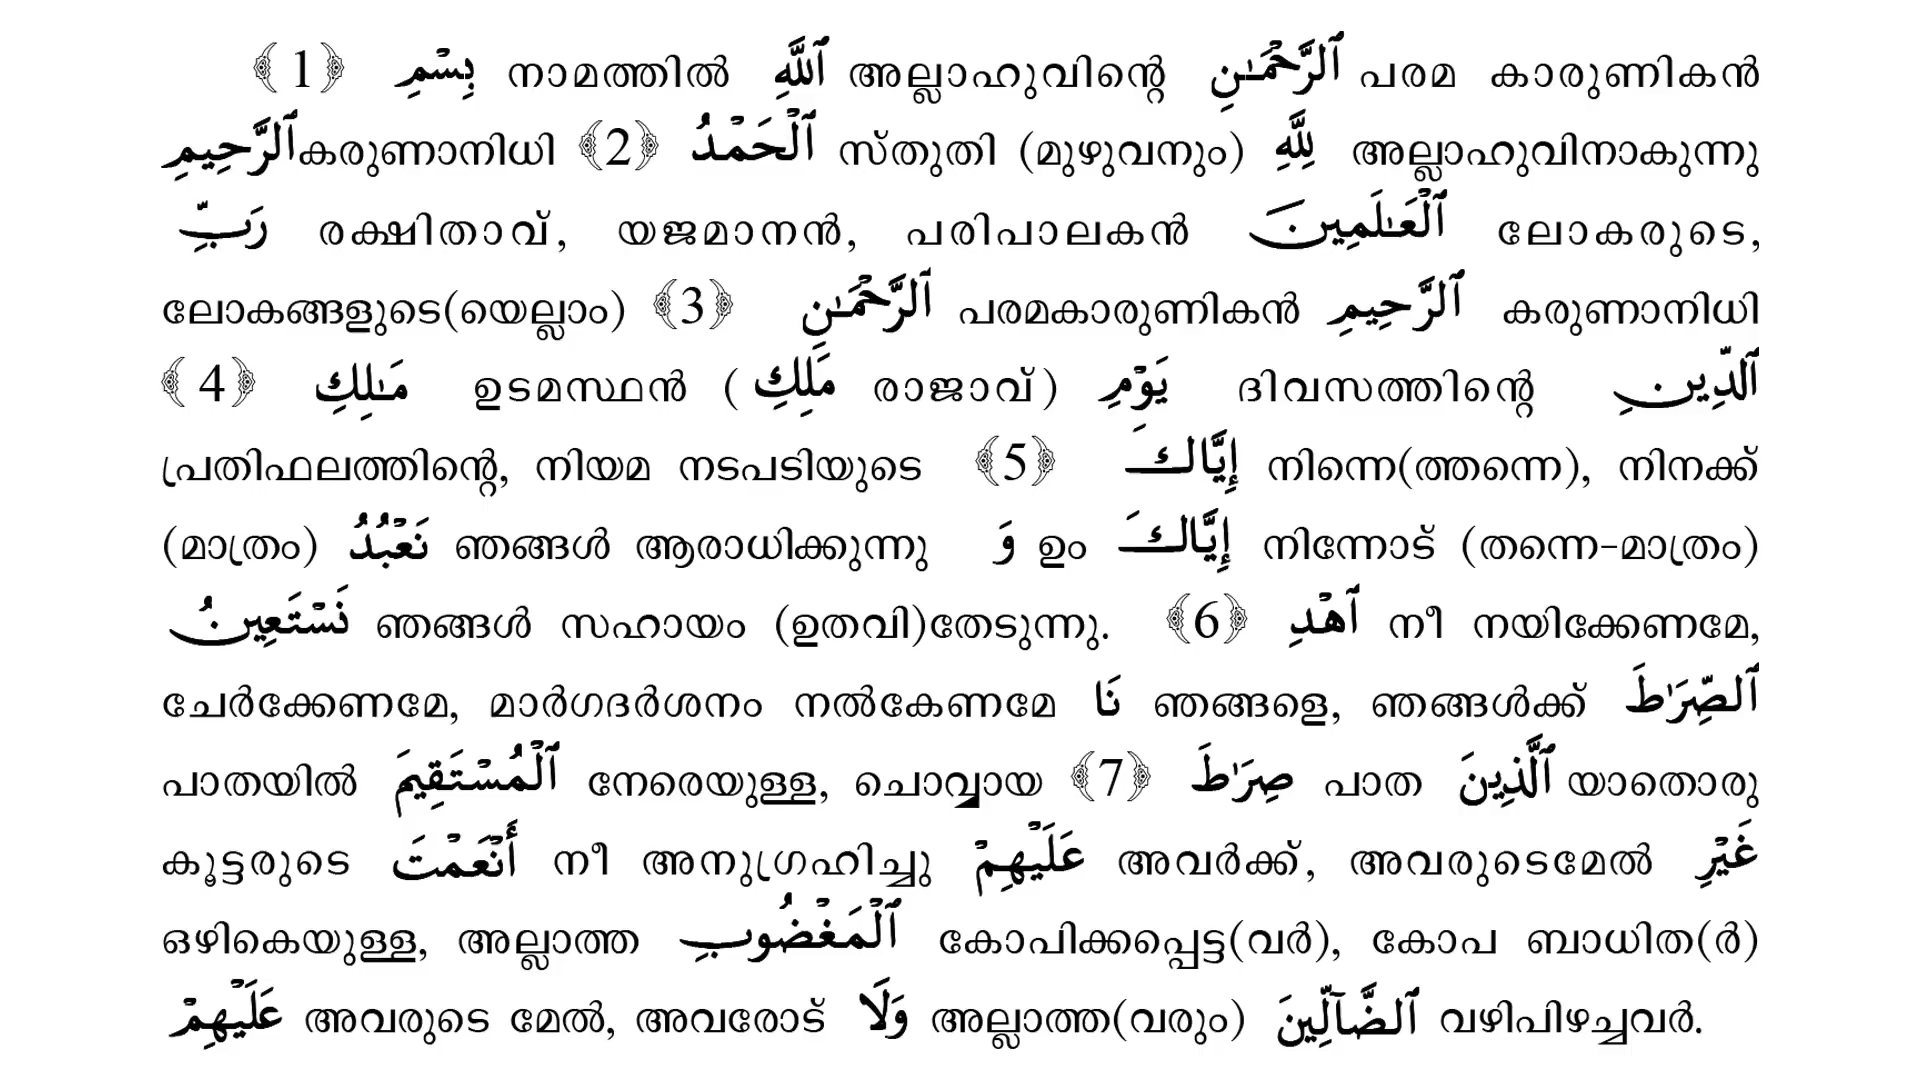 ﴾1﴿ بِسْمِ നാമത്തിൽ ٱللَّهِ അല്ലാഹുവിന്റെ ٱلرَّحْمَـٰنِ പരമ കാരുണികൻ
ٱلرَّحِيمِ കരുണാനിധി ﴾2﴿ ٱلْحَمْدُ സ്തുതി (മുഴുവനും) لِلَّهِ അല്ലാഹുവിനാകുന്നു
رَبِّ രക്ഷിതാവ്, യജമാനൻ, പരിപാലകൻ ٱلْعَـٰلَمِينَ ലോകരുടെ,
ലോകങ്ങളുടെ(യെല്ലാം) ﴾3﴿ ٱلرَّحْمَـٰنِ പരമകാരുണികൻ ٱلرَّحِيمِ കരുണാനിധി
﴾4﴿ مَـٰلِكِ ഉടമസ്ഥൻ (مَلِكِ രാജാവ്) يَوْمِ ദിവസത്തിന്റെ ٱلدِّينِ
പ്രതിഫലത്തിന്റെ, നിയമ നടപടിയുടെ ﴾5﴿ إِيَّاكَ നിന്നെ(ത്തന്നെ), നിനക്ക്
(മാത്രം) نَعْبُدُ ഞങ്ങൾ ആരാധിക്കുന്നു وَ ഉം إِيَّاكَ നിന്നോട് (തന്നെ-മാത്രം)
نَسْتَعِينُ ഞങ്ങൾ സഹായം (ഉതവി)തേടുന്നു. ﴾6﴿ ٱهْدِ നീ നയിക്കേണമേ,
ചേർക്കേണമേ, മാർഗദർശനം നൽകേണമേ نَا ഞങ്ങളെ, ഞങ്ങൾക്ക് ٱلصِّرَٰطَ
പാതയിൽ ٱلْمُسْتَقِيمَ നേരെയുള്ള, ചൊവ്വായ ﴾7﴿ صِرَٰطَ പാത ٱلَّذِينَ യാതൊരു
കൂട്ടരുടെ أَنْعَمْتَ നീ അനുഗ്രഹിച്ചു عَلَيْهِمْ അവർക്ക്, അവരുടെമേൽ غَيْرِ
ഒഴികെയുള്ള, അല്ലാത്ത ٱلْمَغْضُوبِ കോപിക്കപ്പെട്ട(വർ), കോപ ബാധിത(ർ)
عَلَيْهِمْ അവരുടെ മേൽ, അവരോട് وَلَا അല്ലാത്ത(വരും) ٱلضَّآلِّينَ വഴിപിഴച്ചവർ.